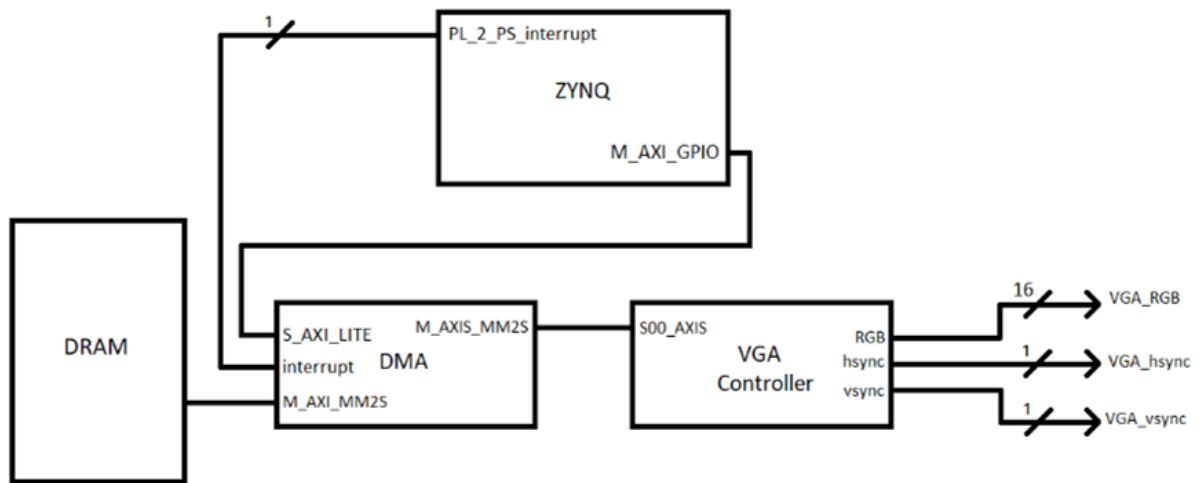 1
PL_2_PS_interrupt
ZYNQ
M_AXI_GPIO
DRAM
S_AXI_LITE
M_AXIS_MM2S
interrupt
DMA
M_AXI_MM2S
S00_AXIS
VGA
Controller
RGB
hsync
vsync
16
VGA_RGB
1
VGA_hsync
1
VGA_vsync